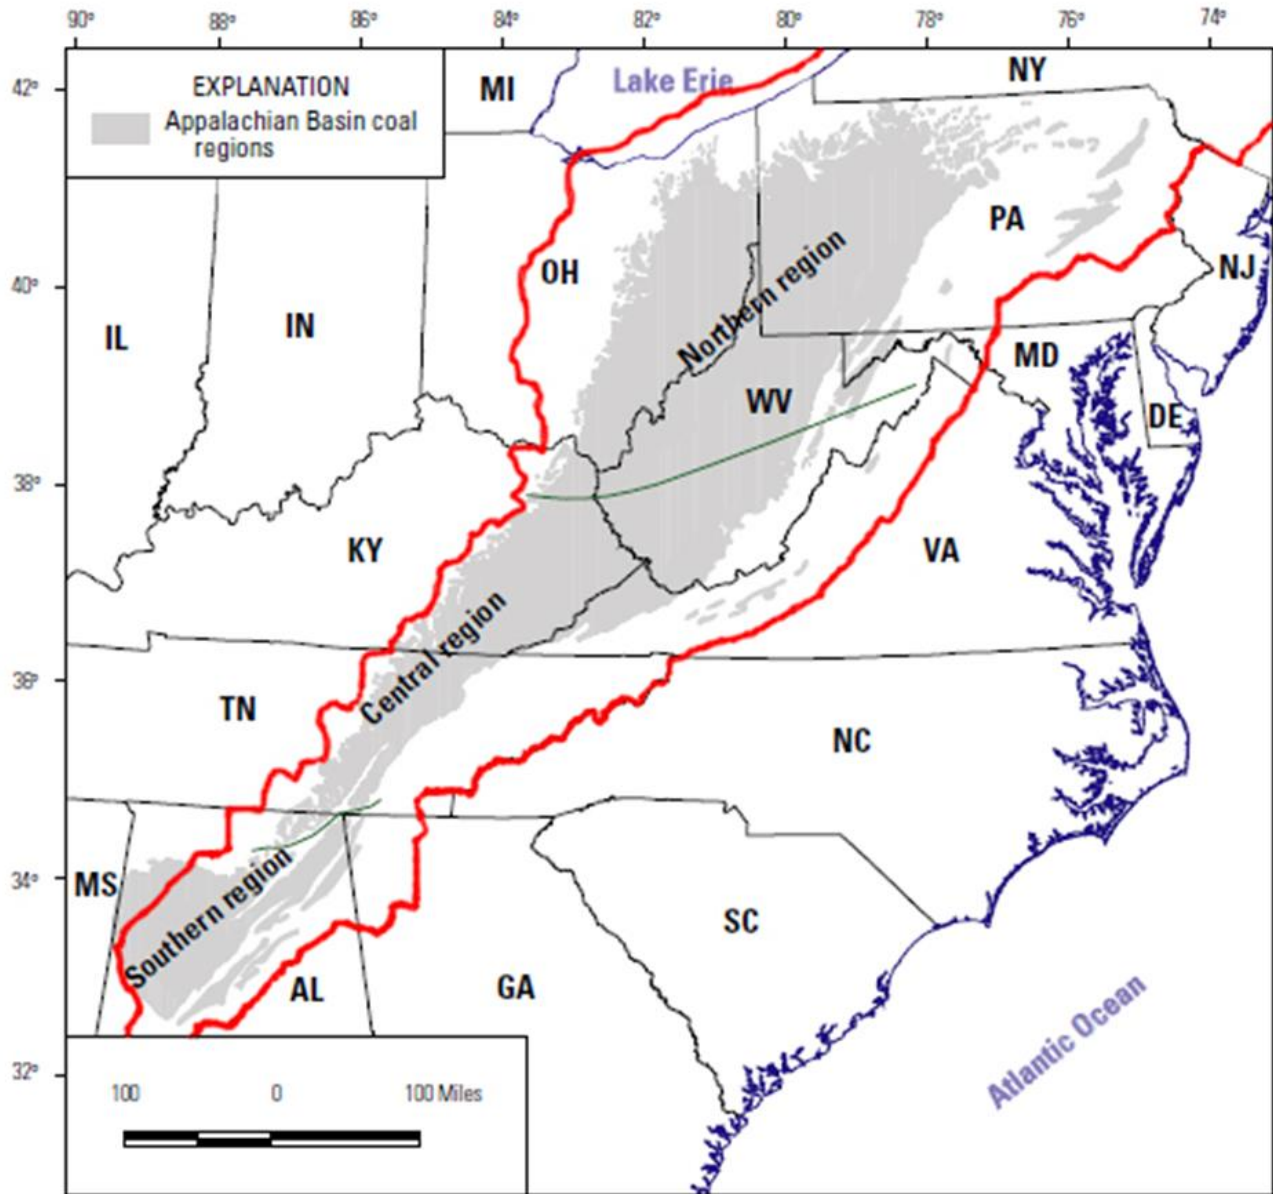 90° 88° 86° 84° 82° 80° 78° 76° 74°
42°
EXPLANATION
Appalachian Basin coal
regions
MI
Lake Erie
NY
PA
OH
40°
NJ
IL
IN
Northern region
MD
WV
DE
38°
KY
VA
Central region
36°
TN
NC
34°
MS
Southern region
SC
AL
GA
Atlantic Ocean
32°
100 0 100 Miles